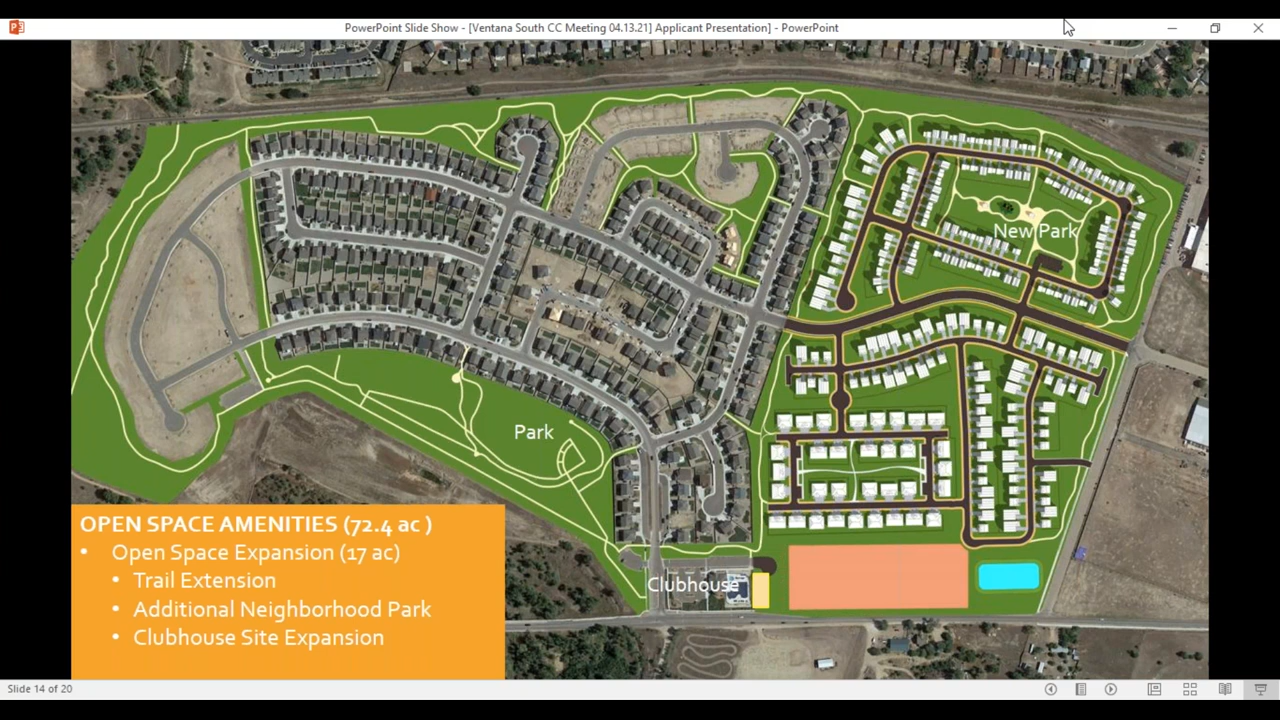 PowerPoint Slide Show - [Ventana South CC Meeting 04.13.21] Applicant Presentation] - PowerPoint
New Park
Park
Clubhouse
OPEN SPACE AMENITIES (72.4 ac )
• Open Space Expansion (17 ac)
• Trail Extension
• Additional Neighborhood Park
• Clubhouse Site Expansion
Slide 14 of 20